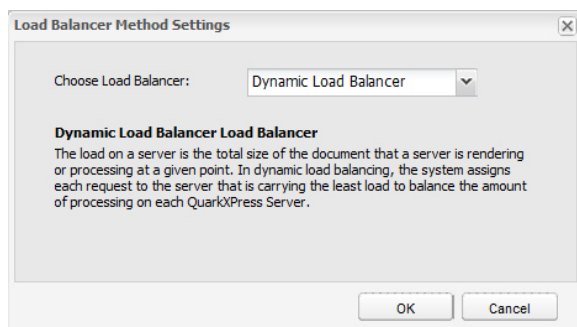 Load Balancer Method Settings
Choose Load Balancer: Dynamic Load Balancer
Dynamic Load Balancer Load Balancer
The load on a server is the total size of the document that a server is rendering
or processing at a given point. In dynamic load balancing, the system assigns
each request to the server that is carrying the least load to balance the amount
of processing on each QuarkXPress Server.
OK Cancel